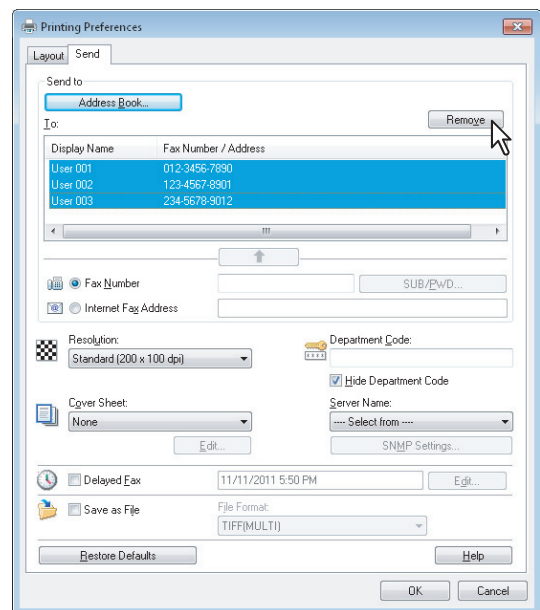 Printing Preferences
Layout Send
Send to
Address Book...
To:
Remove
Display Name Fax Number / Address
User 001 012-3456-7890
User 002 123-4567-8901
User 003 234-5678-9012
Fax Number SUB/PWD...
Internet Fax Address
Resolution: Department Code:
Standard (200 x 100 dpi)
Hide Department Code
Cover Sheet: Server Name:
None ---- Select from ----
Edit... SNMP Settings...
Delayed Fax 11/11/2011 5:50 PM Edit...
Save as File File Format:
TIFF(MULTI)
Restore Defaults Help
OK Cancel